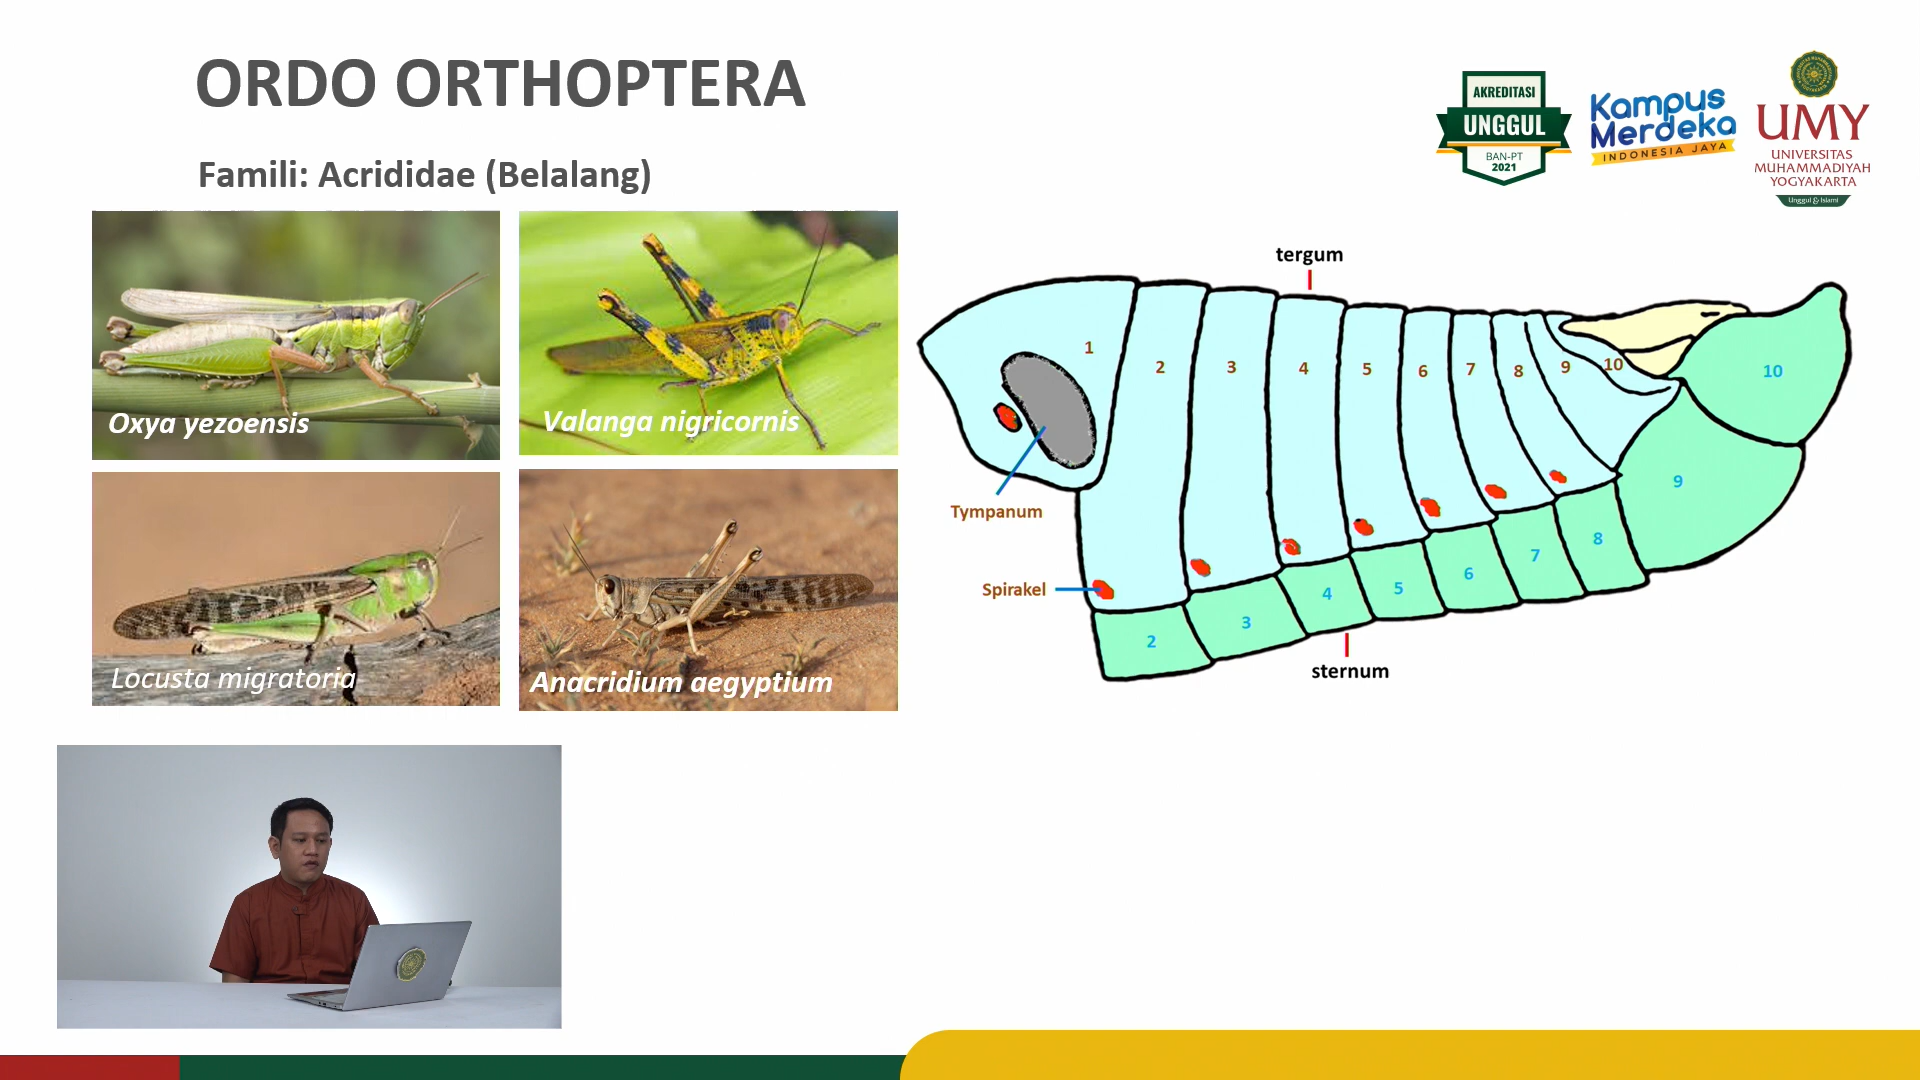 ORDO ORTHOPTERA
Famili: Acrididae (Belalang)
AKREDITASI
UNGGUL
BAN-PT
2021
Kampus
Merdeka
INDONESIA JAYA
UMY
UNIVERSITAS
MUHAMMADIYAH
YOGYAKARTA
Unggul & Islami
Oxya yezoensis
Valanga nigricornis
Locusta migratoria
Anacridium aegyptium
tergum
1
2
3
4
5
6
7
8
9
10
10
9
Tympanum
Spirakel
2
3
4
5
6
7
8
sternum